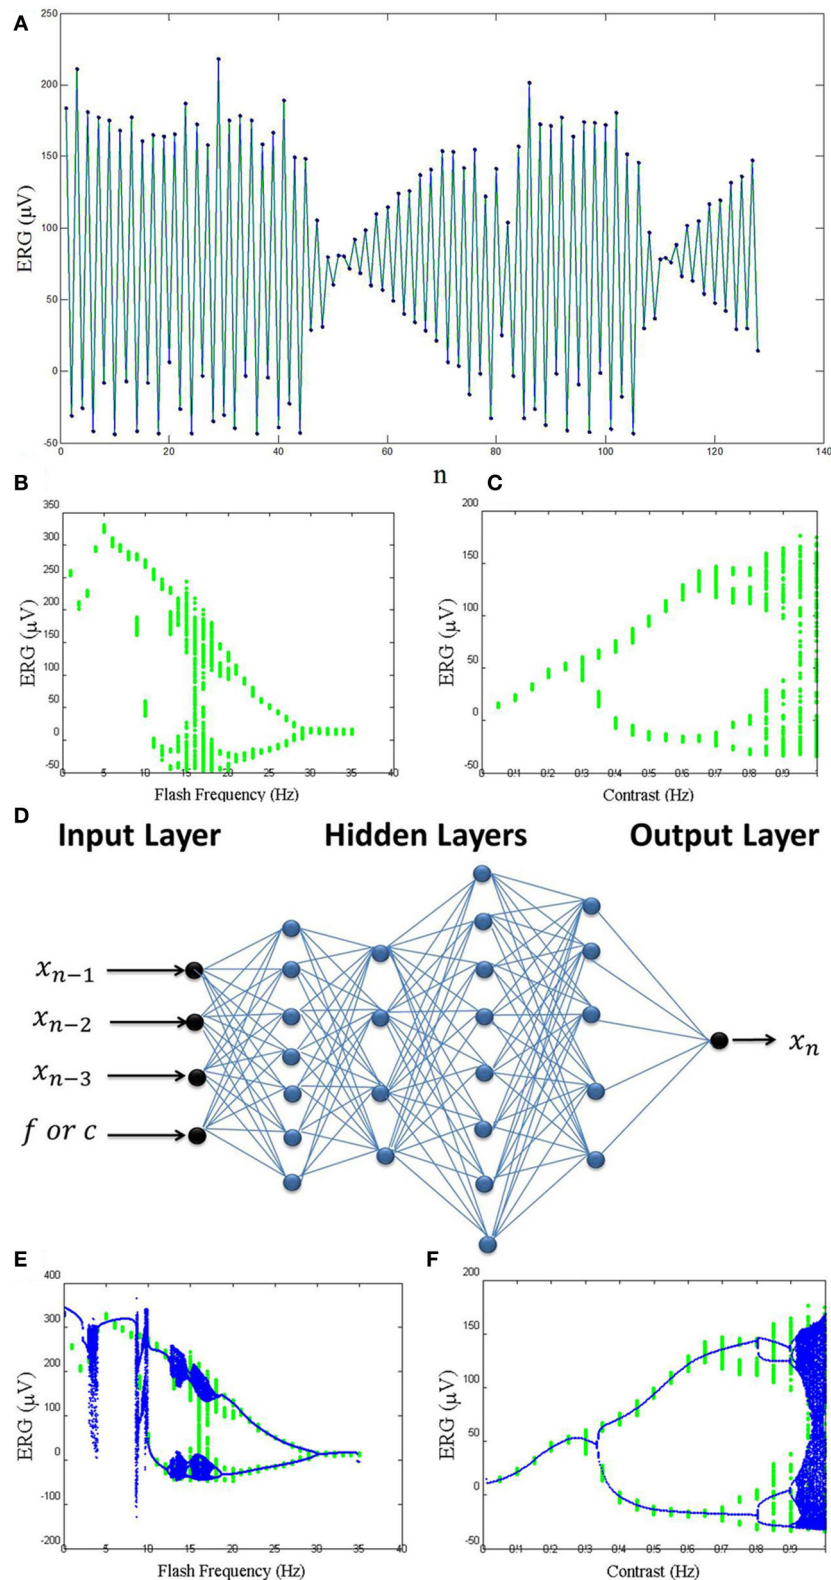 A
250
200
150
100
50
0
-50
ERG (μV)
0 20 40 60 80 100 120 140
n
B
350
300
250
200
150
100
50
0
-50
ERG (μV)
0 5 10 15 20 25 30 35 40
Flash Frequency (Hz)
C
200
150
100
50
0
-50
ERG (μV)
0 0.1 0.2 0.3 0.4 0.5 0.6 0.7 0.8 0.9 1
Contrast (Hz)
D
Input Layer Hidden Layers Output Layer
x_{n−1}
x_{n−2}
x_{n−3}
f or c
x_n
E
400
300
200
100
0
-100
-200
ERG (μV)
0 5 10 15 20 25 30 35 40
Flash Frequency (Hz)
F
200
150
100
50
0
-50
ERG (μV)
0 0.1 0.2 0.3 0.4 0.5 0.6 0.7 0.8 0.9
Contrast (Hz)